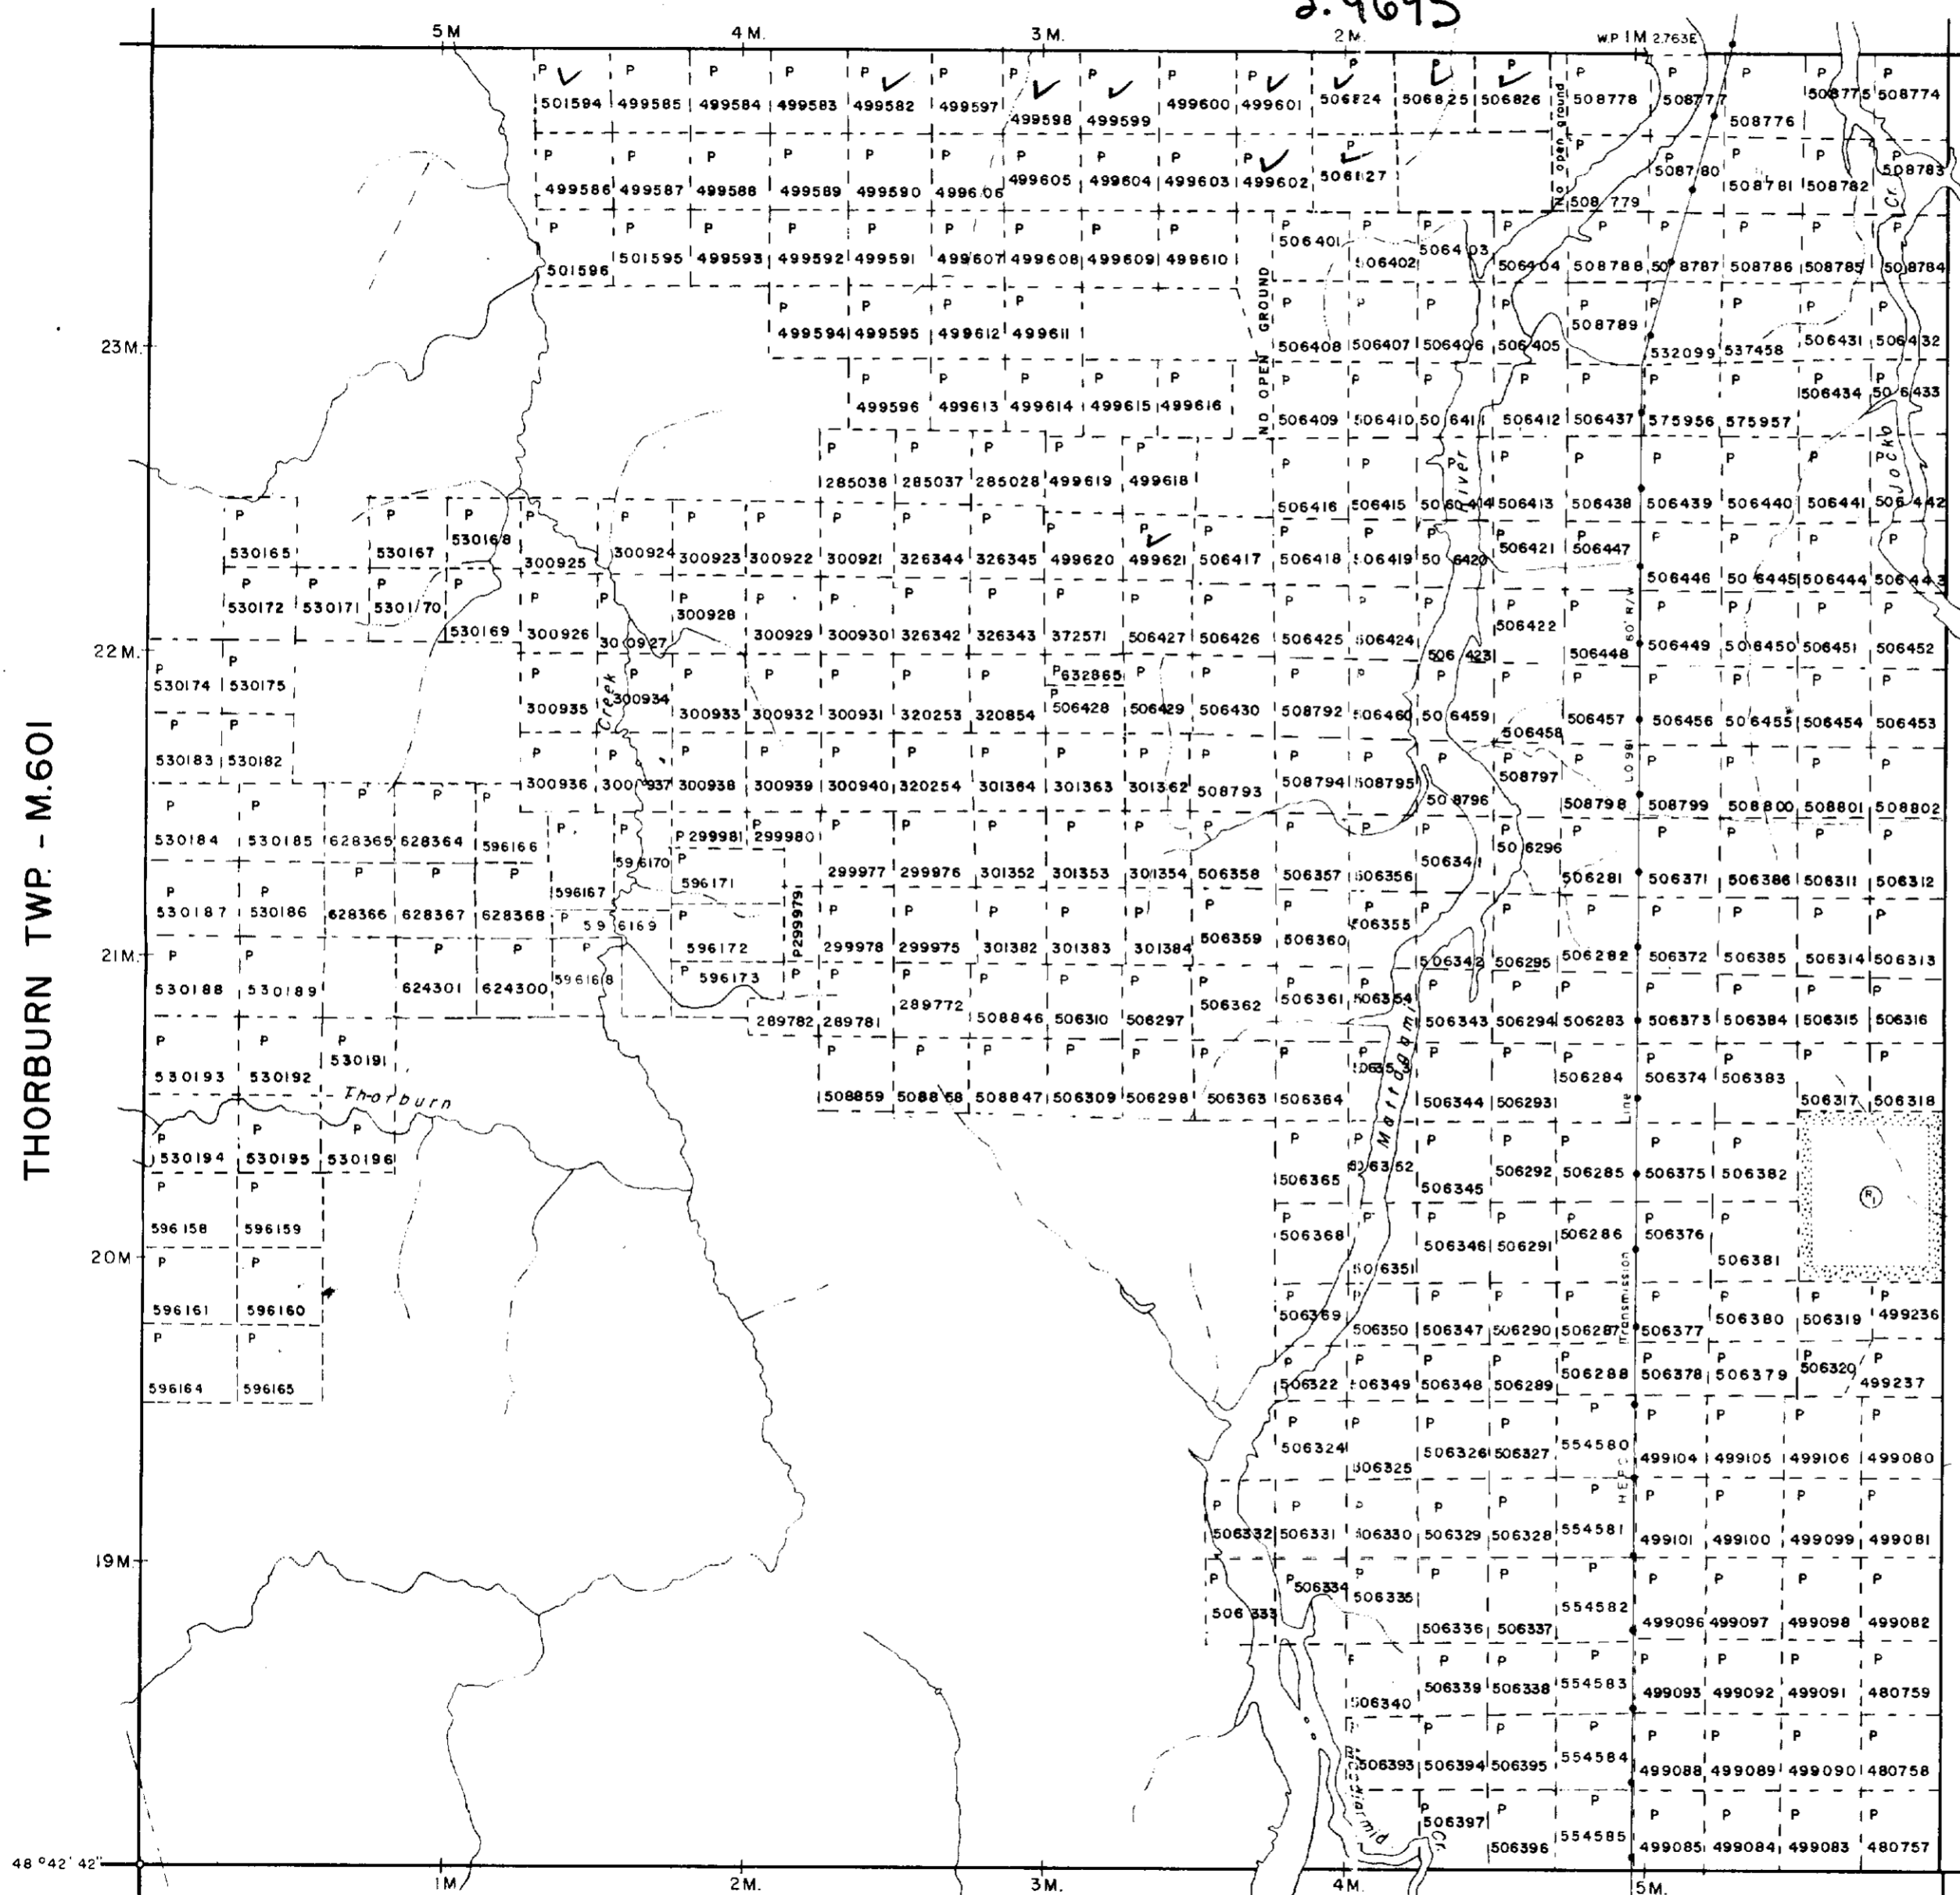 2.9695
5M 4M. 3M. 2M. W.P 1M 2.763E
P P P P P P P P P P P P P P P P P P
501594 499585 499584 499583 499582 499597 499598 499599 499600 499601 506824 506825 506826 508778 508777 508776 508775 508774
No open ground
499586 499587 499588 499589 499590 499606 499605 499604 499603 499602 508779 508780 508781 508782 508783
501596 501595 499593 499592 499591 499607 499608 499609 499610 506401 506402 506403 506404 508788 508787 508786 508785 508784
NO OPEN GROUND
23M.
499594 499595 499612 499611 506408 506407 506406 506405 508789 532099 537458 506431 506432
499596 499613 499614 499615 499616 506409 506410 506411 506412 506437 575956 575957 506434 506433
Jocko Cr.
River
285038 285037 285028 499619 499618 506416 506415 506414 506413 506438 506439 506440 506441 506442
530165 530167 530168 300925 300924 300923 300922 300921 326344 326345 499620 499621 506417 506418 506419 506420 506421 506447 506446 506445 506444 506443
530172 530171 530170 530169 300926 300927 300928 300929 300930 326342 326343 372571 506427 506426 506425 506424 506423 506422 506448 506449 506450 506451 506452
22M.
530174 530175 300935 300934 300933 300932 300931 320253 320854 632865 506428 506429 506430 508792 506460 506459 506458 506457 506456 506455 506454 506453
Creek
60' R/W
LO 981
530183 530182 300936 300937 300938 300939 300940 320254 301364 301363 301362 508793 508794 508795 508796 508797 508798 508799 508800 508801 508802
THORBURN TWP. - M.601
530184 530185 628365 628364 596166 596167 596170 299981 299980 596171 299977 299976 301352 301353 301354 506358 506357 506356 506341 506296 506281 506371 506386 506311 506312
530187 530186 628366 628367 628368 596169 596172 P299979 299978 299975 301382 301383 301384 506359 506360 506355 506342 506295 506282 506372 506385 506314 506313
21M.
530188 530189 624301 624300 596168 596173 289782 289781 289772 508846 506310 506297 506362 506361 506354 506343 506294 506283 506373 506384 506315 506316
530193 530192 530191 508859 508858 508847 506309 506298 506363 506364 506353 506344 506293 506284 506374 506383 506317 506318
Thorburn
Mattagami
Line
530194 530195 530196 506365 506352 506345 506292 506285 506375 506382
R1
596158 596159 506368 506351 506346 506291 506286 506376 506381
20M.
Transmission
596161 596160 506369 506350 506347 506290 506287 506377 506380 506319 499236
596164 596165 506322 506349 506348 506289 506288 506378 506379 506320 499237
506324 506325 506326 506327 554580 499104 499105 499106 499080
506332 506331 506330 506329 506328 554581 499101 499100 499099 499081
19M.
506333 506334 506335 506336 506337 554582 499096 499097 499098 499082
506340 506339 506338 554583 499093 499092 499091 480759
506393 506394 506395 554584 499088 499089 499090 480758
Cr.
506397 506396 554585 499085 499084 499083 480757
48°42'42"
1M 2M. 3M. 4M. 5M.